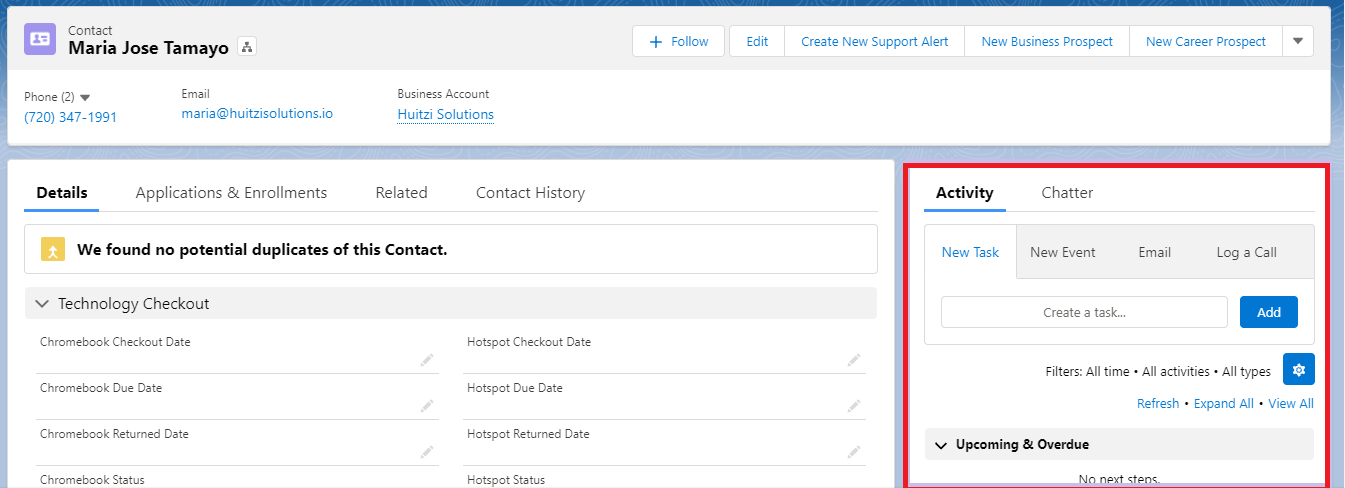 Contact
Maria Jose Tamayo
+ Follow
Edit
Create New Support Alert
New Business Prospect
New Career Prospect
Phone (2)
(720) 347-1991
Email
maria@huitzisolutions.io
Business Account
Huitzi Solutions
Details
Applications & Enrollments
Related
Contact History
We found no potential duplicates of this Contact.
Technology Checkout
Chromebook Checkout Date
Hotspot Checkout Date
Chromebook Due Date
Hotspot Due Date
Chromebook Returned Date
Hotspot Returned Date
Chromebook Status
Hotspot Status
Activity
Chatter
New Task
New Event
Email
Log a Call
Create a task...
Add
Filters: All time • All activities • All types
Refresh • Expand All • View All
Upcoming & Overdue
No next steps.